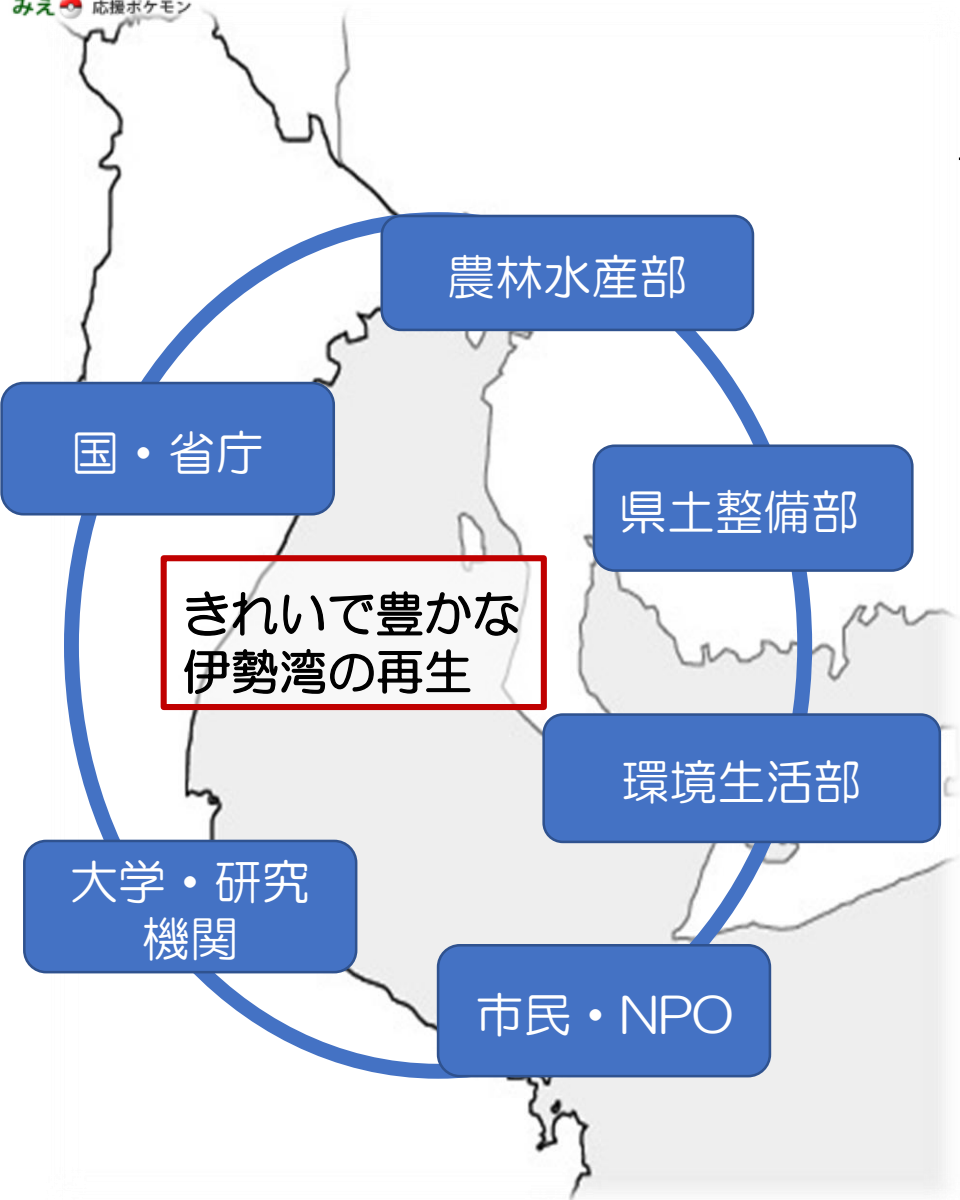 みえ 応援ポケモン
農林水産部
国・省庁
県土整備部
きれいで豊かな
伊勢湾の再生
環境生活部
大学・研究
機関
市民・NPO